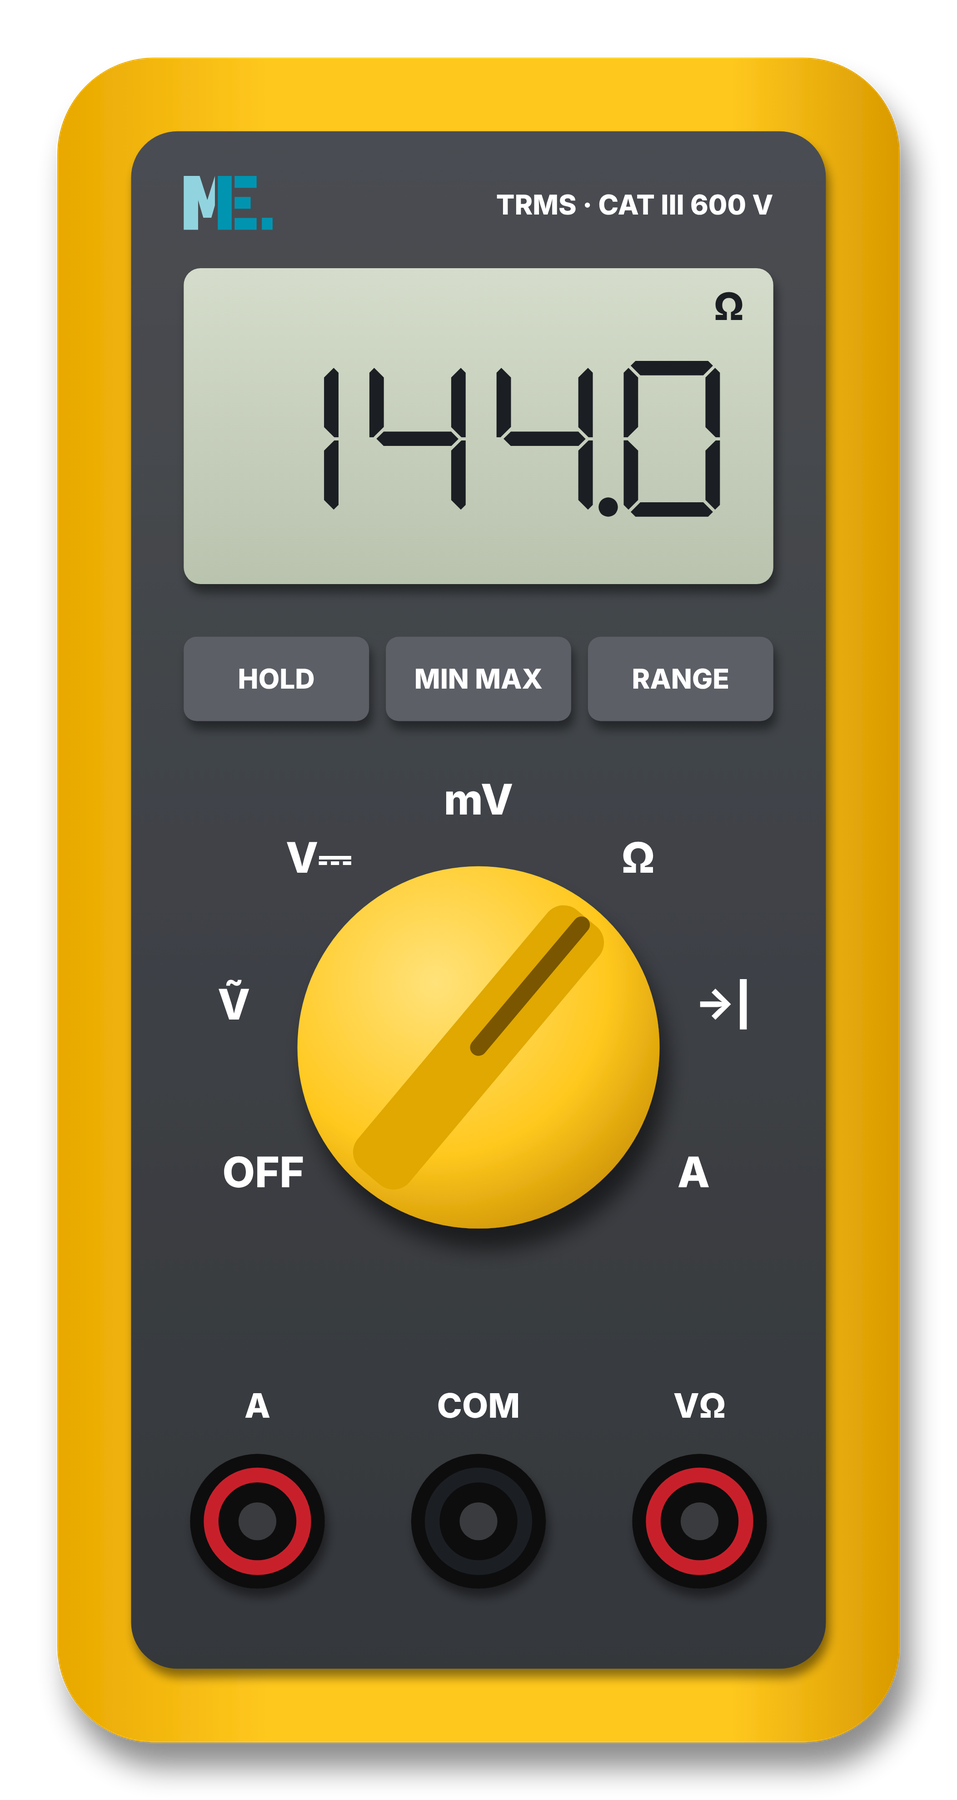 ME.
TRMS · CAT III 600 V
Ω
144.0
HOLD
MIN MAX
RANGE
mV
V⎓
Ω
Ṽ
→|
OFF
A
A
COM
VΩ